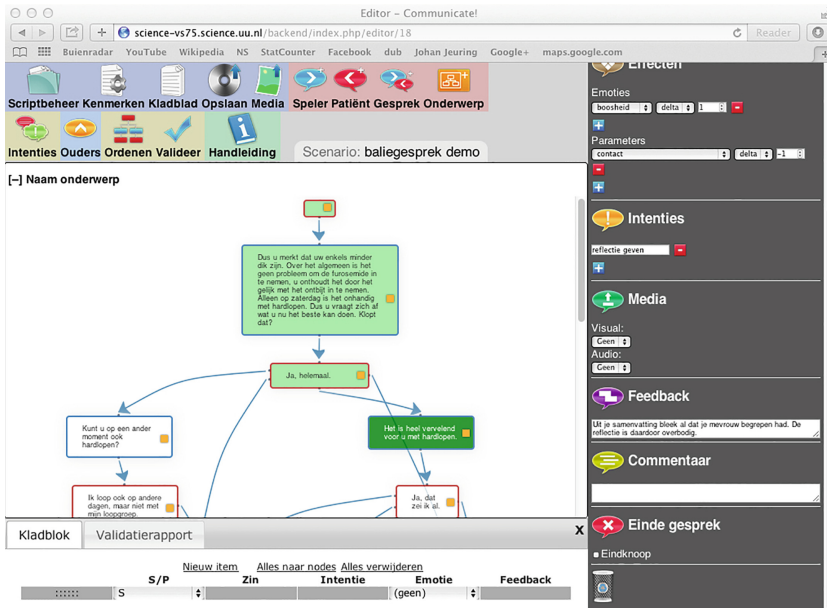 Editor – Communicate!
science-vs75.science.uu.nl/backend/index.php/editor/18
Reader
Buienradar YouTube Wikipedia NS StatCounter Facebook dub Johan Jeuring Google+ maps.google.com
Scriptbeheer Kenmerken Kladblad Opslaan Media Speler Patiënt Gesprek Onderwerp
Intenties Ouders Ordenen Valideer Handleiding
Scenario: baliegesprek demo
[–] Naam onderwerp
Dus u merkt dat uw enkels minder
dik zijn. Over het algemeen is het
geen probleem om de furosemide in
te nemen, u onthoudt het door het
gelijk met het ontbijt in te nemen.
Alleen op zaterdag is het onhandig
met hardlopen. Dus u vraagt zich af
wat u nu het beste kan doen. Klopt
dat?
Ja, helemaal.
Kunt u op een ander
moment ook
hardlopen?
Het is heel vervelend
voor u met hardlopen.
Ik loop ook op andere
dagen, maar niet met
mijn loopgroep.
Ja, dat
zei ik al.
Effecten
Emoties
boosheid delta 1
Parameters
contact delta -1
Intenties
reflectie geven
Media
Visual:
Geen
Audio:
Geen
Feedback
Uit je samenvatting bleek al dat je mevrouw begrepen had. De
reflectie is daardoor overbodig.
Commentaar
Einde gesprek
Eindknoop
Kladblok Validatierapport X
Nieuw item Alles naar nodes Alles verwijderen
S/P Zin Intentie Emotie Feedback
S (geen)